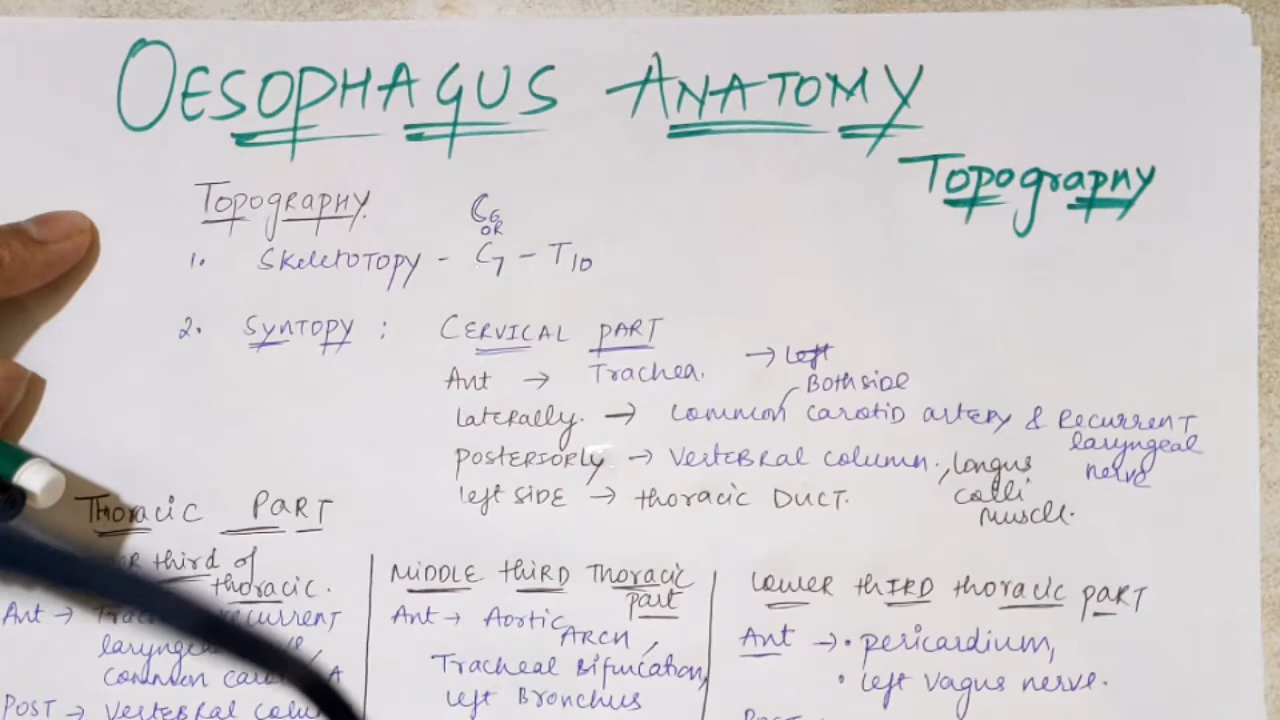 OESOPHAGUS ANATOMY
Topography
TOPOGRAPHY.
C6
OR
1. SkeletoTOPY - C7 - T10
2. SYNTOPY : CERVICAL PART
Ant → Trachea. → Left
Both side
laterally. → common carotid artery & Recurrent
laryngeal
nerve
POSTERIORLY → Vertebral column., longus
colli
muscle.
left SIDE → thoracic DUCT.
Thoracic PART
third of
thoracic.
Ant →
laryngeal
common
POST → Vertebral
MIDDLE thiRD Thoracic
part
Ant → Aortic
ARCH,
Tracheal Bifurcation,
left Bronchus
lower thiRD thoracic PART
Ant → • pericardium,
• left vagus nerve.